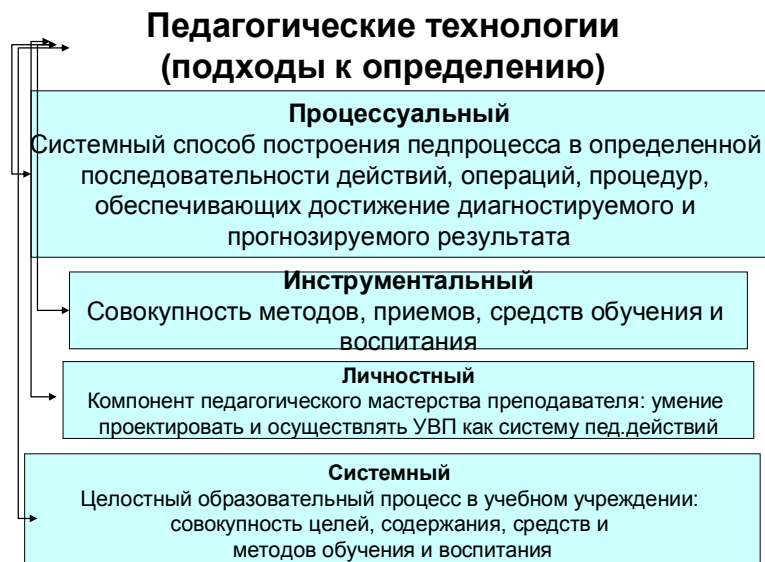 Педагогические технологии
(подходы к определению)
Процессуальный
Системный способ построения педпроцесса в определенной
последовательности действий, операций, процедур,
обеспечивающих достижение диагностируемого и
прогнозируемого результата
Инструментальный
Совокупность методов, приемов, средств обучения и
воспитания
Личностный
Компонент педагогического мастерства преподавателя: умение
проектировать и осуществлять УВП как систему пед.действий
Системный
Целостный образовательный процесс в учебном учреждении:
совокупность целей, содержания, средств и
методов обучения и воспитания